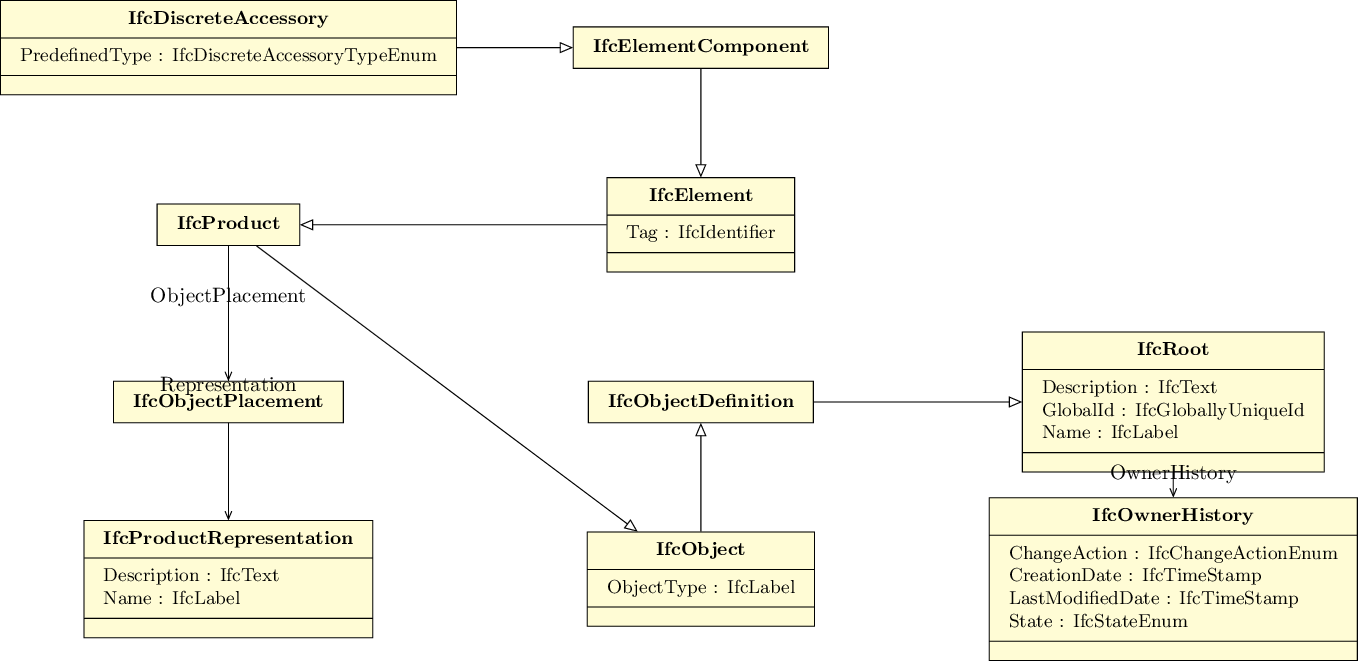 IfcDiscreteAccessory
PredefinedType : IfcDiscreteAccessoryTypeEnum
IfcElementComponent
IfcElement
Tag : IfcIdentifier
IfcProduct
ObjectPlacement
Representation
IfcObjectPlacement
IfcObjectDefinition
IfcRoot
Description : IfcText
GlobalId : IfcGloballyUniqueId
Name : IfcLabel
OwnerHistory
IfcProductRepresentation
Description : IfcText
Name : IfcLabel
IfcObject
ObjectType : IfcLabel
IfcOwnerHistory
ChangeAction : IfcChangeActionEnum
CreationDate : IfcTimeStamp
LastModifiedDate : IfcTimeStamp
State : IfcStateEnum